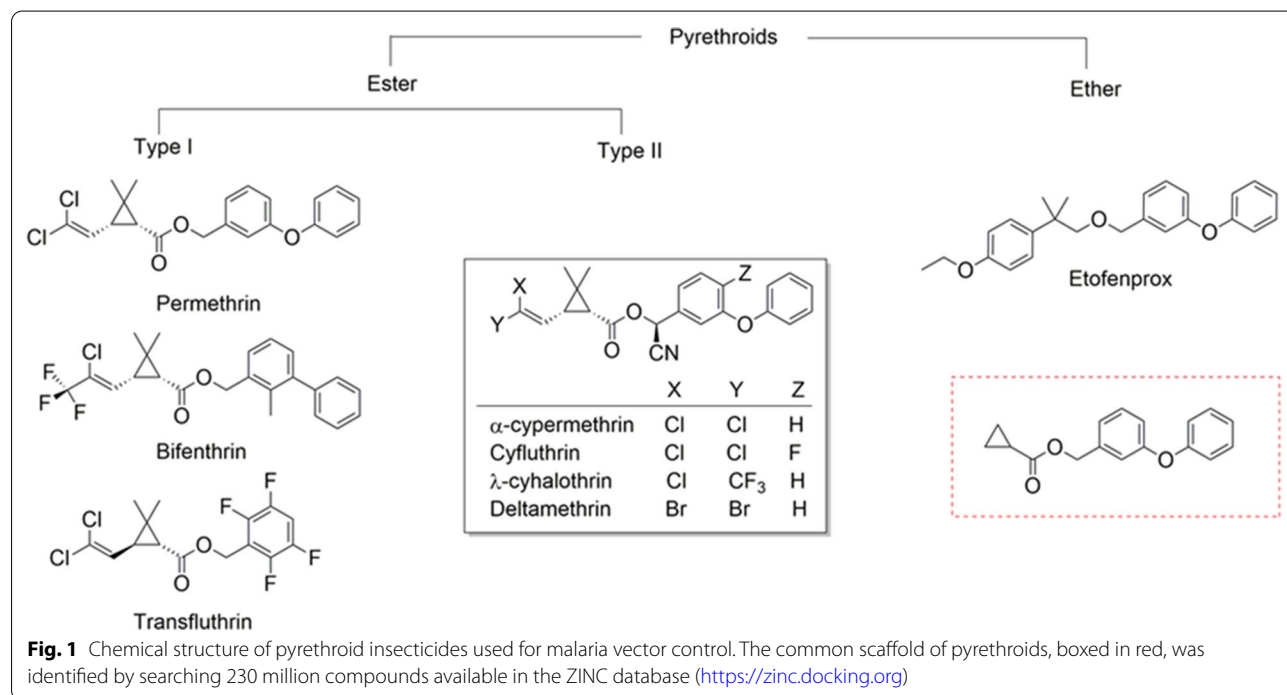 Pyrethroids
Ester
Ether
Type I
Type II
Cl
Cl
O
O
O
Permethrin
Cl
F
F
F
O
O
Bifenthrin
Cl
Cl
O
O
F
F
F
F
Transfluthrin
X
Y
Z
O
O
O
CN
X Y Z
α-cypermethrin Cl Cl H
Cyfluthrin Cl Cl F
λ-cyhalothrin Cl CF3 H
Deltamethrin Br Br H
O
O
O
Etofenprox
O
O
O
Fig. 1 Chemical structure of pyrethroid insecticides used for malaria vector control. The common scaffold of pyrethroids, boxed in red, was
identified by searching 230 million compounds available in the ZINC database (https://zinc.docking.org)